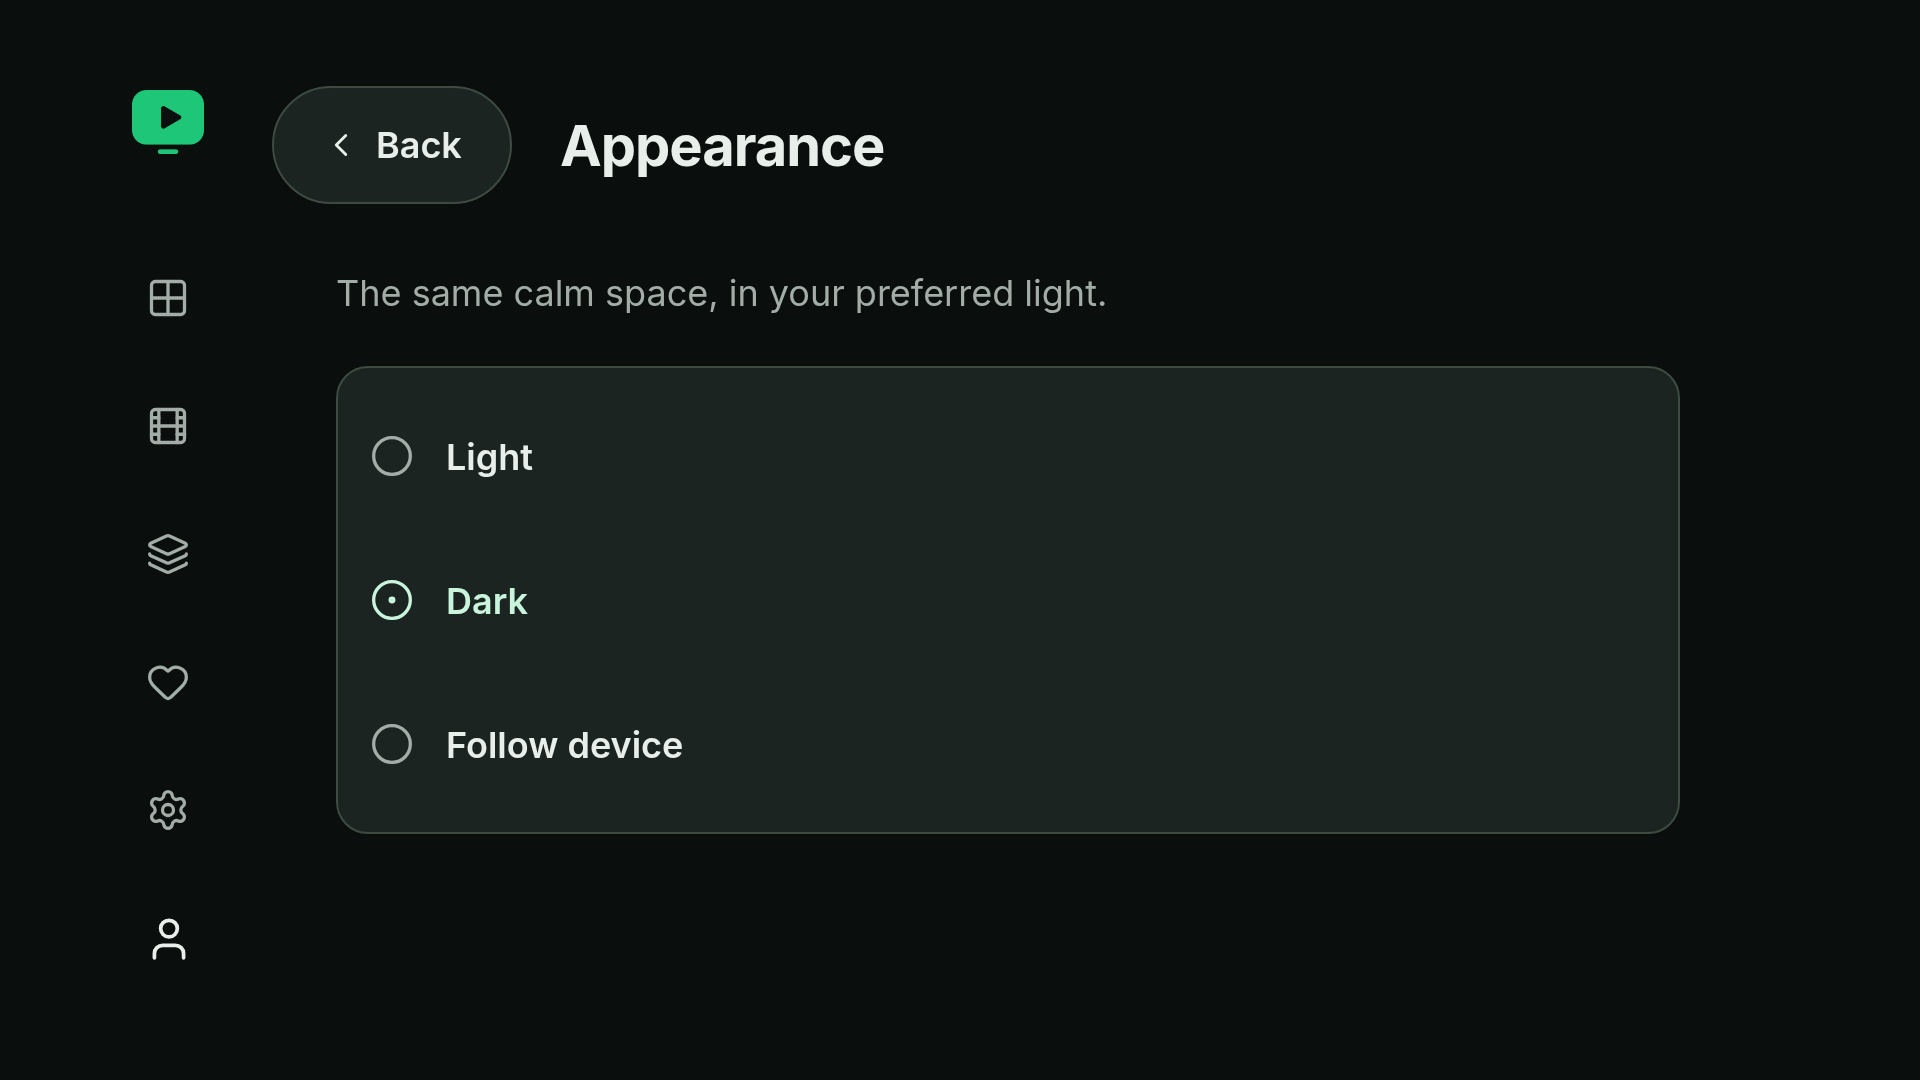 Back
Appearance
The same calm space, in your preferred light.
Light
Dark
Follow device